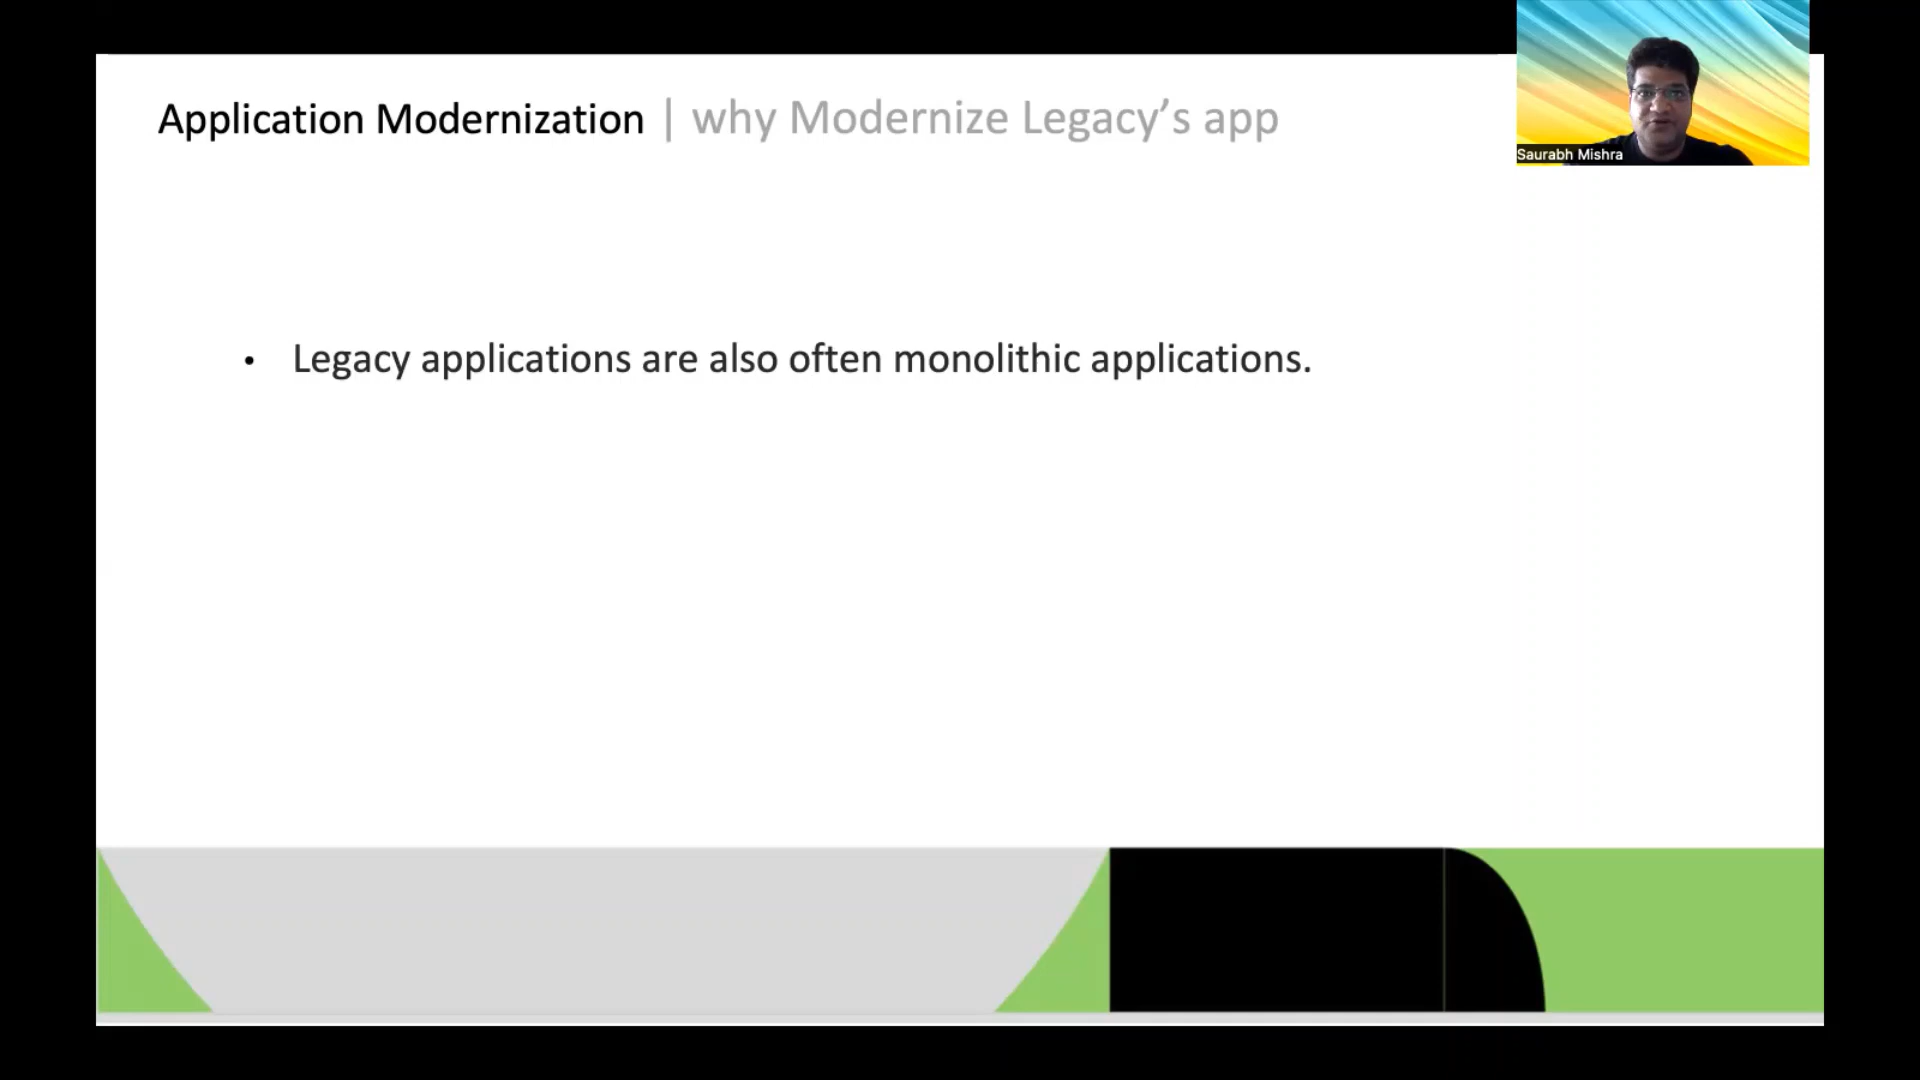 Application Modernization | why Modernize Legacy’s app
Saurabh Mishra
• Legacy applications are also often monolithic applications.